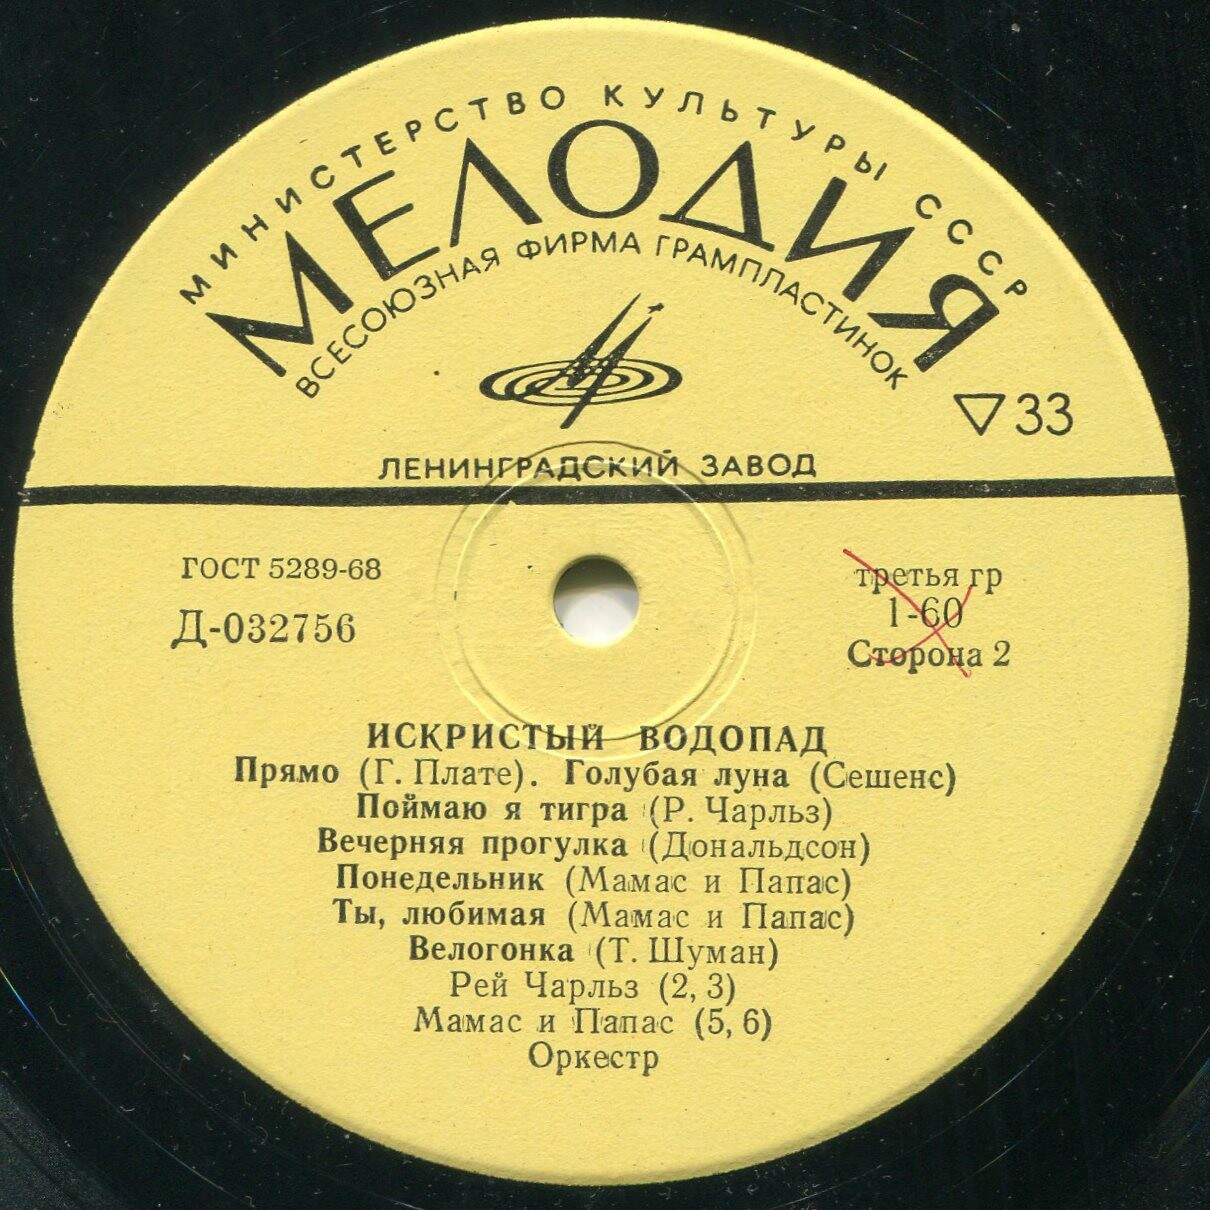 МИНИСТЕРСТВО КУЛЬТУРЫ СССР
МЕЛОДИЯ
ВСЕСОЮЗНАЯ ФИРМА ГРАМПЛАСТИНОК
▽33
ЛЕНИНГРАДСКИЙ ЗАВОД
ГОСТ 5289-68
Д-032756
третья гр
1-60
Сторона 2
ИСКРИСТЫЙ ВОДОПАД
Прямо (Г. Плате). Голубая луна (Сешенс)
Поймаю я тигра (Р. Чарльз)
Вечерняя прогулка (Дональдсон)
Понедельник (Мамас и Папас)
Ты, любимая (Мамас и Папас)
Велогонка (Т. Шуман)
Рей Чарльз (2, 3)
Мамас и Папас (5, 6)
Оркестр